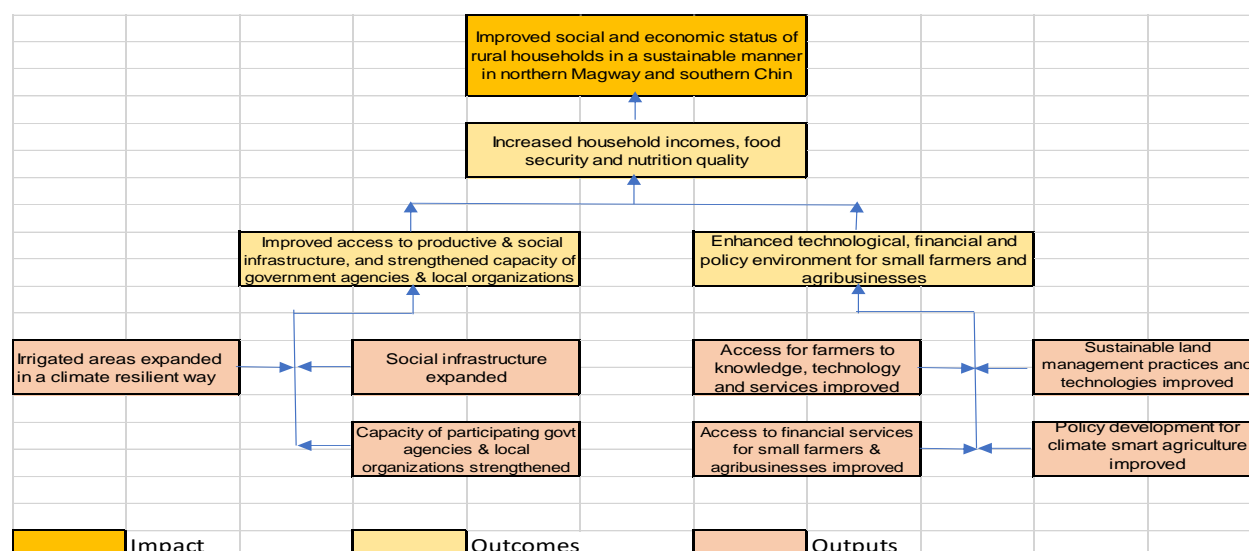 Improved social and economic status of
rural households in a sustainable manner
in northern Magway and southern Chin
Increased household incomes, food
security and nutrition quality
Improved access to productive & social
infrastructure, and strengthened capacity of
government agencies & local organizations
Enhanced technological, financial and
policy environment for small farmers and
agribusinesses
Irrigated areas expanded
in a climate resilient way
Social infrastructure
expanded
Access for farmers to
knowledge, technology
and services improved
Sustainable land
management practices and
technologies improved
Capacity of participating govt
agencies & local
organizations strengthened
Access to financial services
for small farmers &
agribusinesses improved
Policy development for
climate smart agriculture
improved
Impact
Outcomes
Outputs